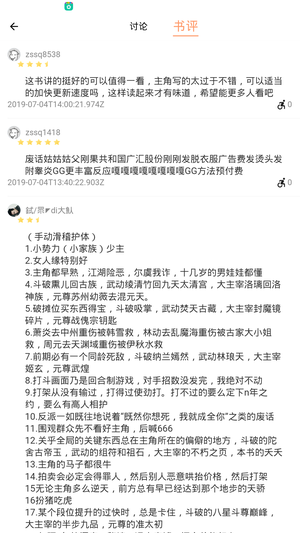 讨论 书评
zssq8538
这书讲的挺好的可以值得一看，主角写的太过于不错，可以适当
的加快更新速度吗，这样读起来才有味道，希望能更多人看吧
2019-07-04T14:00:21.974Z 0
zssq1418
废话姑姑姑父刚果共和国广汇股份刚刚发脱衣服广告费发烫头发
附睾炎GG更丰富反应嘎嘎嘎嘎嘎嘎嘎嘎GG方法预付费
2019-07-04T13:40:22.903Z 0
（手动滑稽护体）
1.小势力（小家族）少主
2.女人缘特别好
3.主角都早熟，江湖险恶，尔虞我诈，十几岁的男娃娃都懂
4.斗破熏儿回古族，武动绫清竹回九天太清宫，大主宰洛璃回洛
神族，元尊苏州幼薇去混元天。
5.破摊位买东西得宝，斗破吸掌，武动焚天古藏，大主宰封魔镜
碎片，元尊战傀宗钥匙
6.萧炎去中州重伤被韩雪救，林动去乱魔海重伤被古家大小姐
救，周元去天渊域重伤被伊秋水救
7.前期必有一个同龄死敌，斗破纳兰嫣然，武动林琅天，大主宰
姬玄，元尊武煌
8.打斗画面乃是回合制游戏，对手招数没发完，我绝对不动
9.打架从没有输过，打得过使劲打。打不过的要么定下n年之
约，要么有高人相护
10.反派一如既往地说着"既然你想死，我就成全你"之类的废话
11.围观群众先不看好主角，后喊666
12.关乎全局的关键东西总在主角所在的偏僻的地方，斗破的陀
舍古帝玉，武动的组符和祖石，大主宰的不朽之页，本书的夭夭
13.主角的马子都很牛
14.拍卖会必定会得罪人，然后别人恶意哄抬价格，然后打架
15无论主角多么逆天，前方总有早已经达到那个地步的天骄
16扮猪吃虎
17.某个段位提升的过快时，总是卡住，斗破的八星斗尊巅峰，
大主宰的半步九品，元尊的准太初